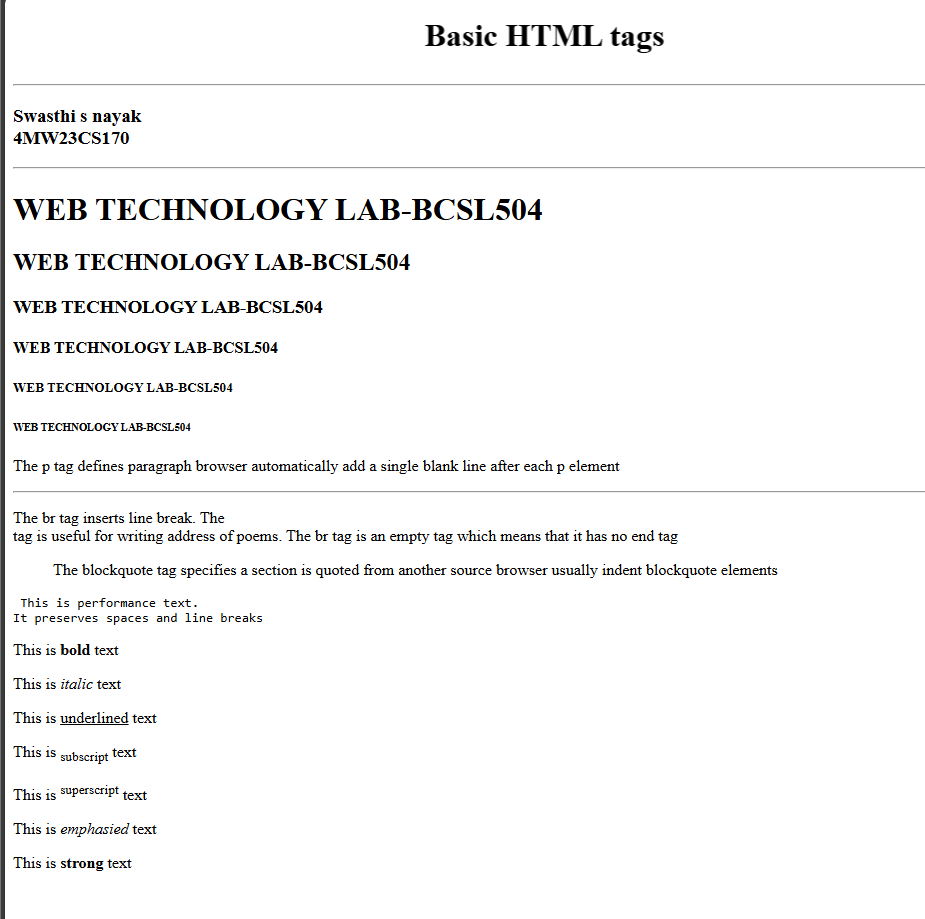 Basic HTML tags
Swasthi s nayak
4MW23CS170
WEB TECHNOLOGY LAB-BCSL504
WEB TECHNOLOGY LAB-BCSL504
WEB TECHNOLOGY LAB-BCSL504
WEB TECHNOLOGY LAB-BCSL504
WEB TECHNOLOGY LAB-BCSL504
WEB TECHNOLOGY LAB-BCSL504
The p tag defines paragraph browser automatically add a single blank line after each p element
The br tag inserts line break. The
tag is useful for writing address of poems. The br tag is an empty tag which means that it has no end tag
The blockquote tag specifies a section is quoted from another source browser usually indent blockquote elements
This is performance text.
It preserves spaces and line breaks
This is bold text
This is italic text
This is underlined text
This is subscript text
This is superscript text
This is emphasied text
This is strong text